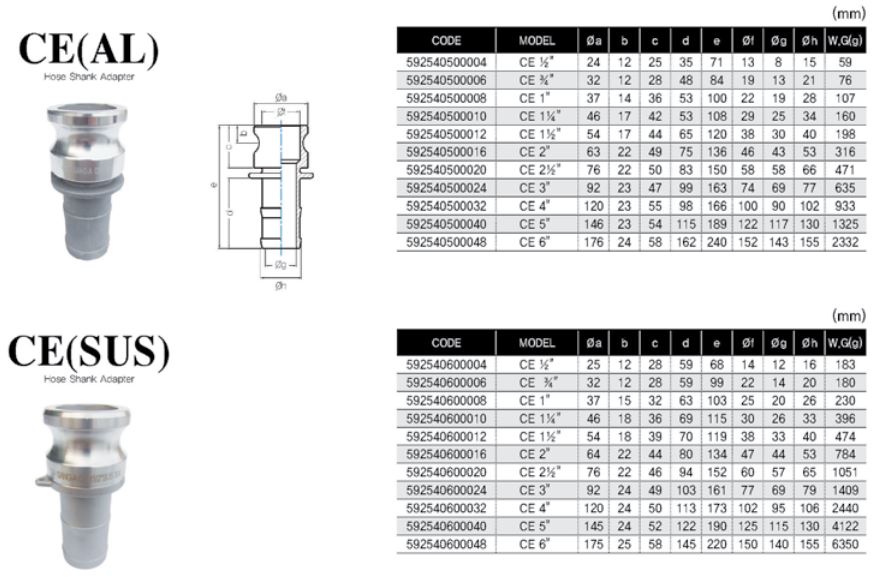 (mm)
CE(AL)
Hose Shank Adapter
Øa
Øf
b
c
e
d
Øg
Øh
CODE MODEL Øa b c d e Øf Øg Øh W.G(g)
592540500004 CE ½" 24 12 25 35 71 13 8 15 59
592540500006 CE ¾" 32 12 28 48 84 19 13 21 76
592540500008 CE 1" 37 14 36 53 100 22 19 28 107
592540500010 CE 1¼" 46 17 42 53 108 29 25 34 160
592540500012 CE 1½" 54 17 44 65 120 38 30 40 198
592540500016 CE 2" 63 22 49 75 136 46 43 53 316
592540500020 CE 2½" 76 22 50 83 150 58 58 66 471
592540500024 CE 3" 92 23 47 99 163 74 69 77 635
592540500032 CE 4" 120 23 55 98 166 100 90 102 933
592540500040 CE 5" 146 23 54 115 189 122 117 130 1325
592540500048 CE 6" 176 24 58 162 240 152 143 155 2332
(mm)
CE(SUS)
Hose Shank Adapter
CODE MODEL Øa b c d e Øf Øg Øh W.G(g)
592540600004 CE ½" 25 12 28 59 68 14 12 16 183
592540600006 CE ¾" 32 12 28 59 99 22 14 20 180
592540600008 CE 1" 37 15 32 63 103 25 20 26 230
592540600010 CE 1¼" 46 18 36 69 115 30 26 33 396
592540600012 CE 1½" 54 18 39 70 119 38 33 40 474
592540600016 CE 2" 64 22 44 80 134 47 44 53 784
592540600020 CE 2½" 76 22 46 94 152 60 57 65 1051
592540600024 CE 3" 92 24 49 103 161 77 69 79 1409
592540600032 CE 4" 120 24 50 113 173 102 95 106 2440
592540600040 CE 5" 145 24 52 122 190 125 115 130 4122
592540600048 CE 6" 175 25 58 145 220 150 140 155 6350